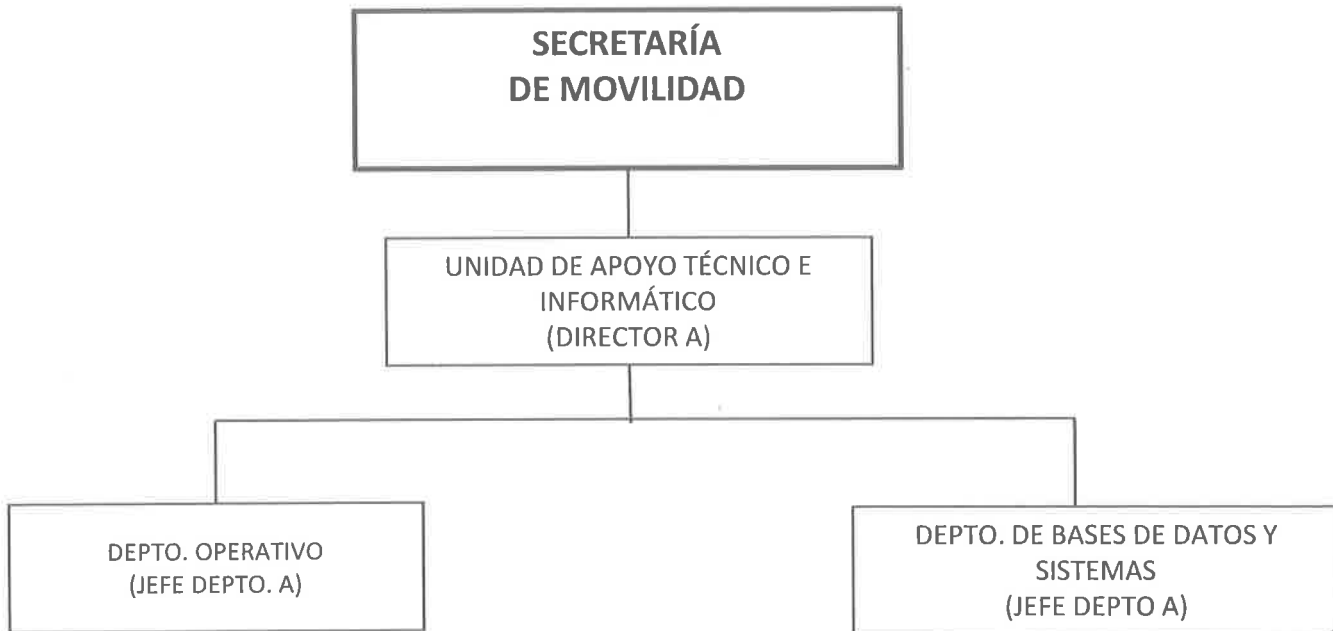 SECRETARÍA
DE MOVILIDAD
UNIDAD DE APOYO TÉCNICO E
INFORMÁTICO
(DIRECTOR A)
DEPTO. OPERATIVO
(JEFE DEPTO. A)
DEPTO. DE BASES DE DATOS Y
SISTEMAS
(JEFE DEPTO A)